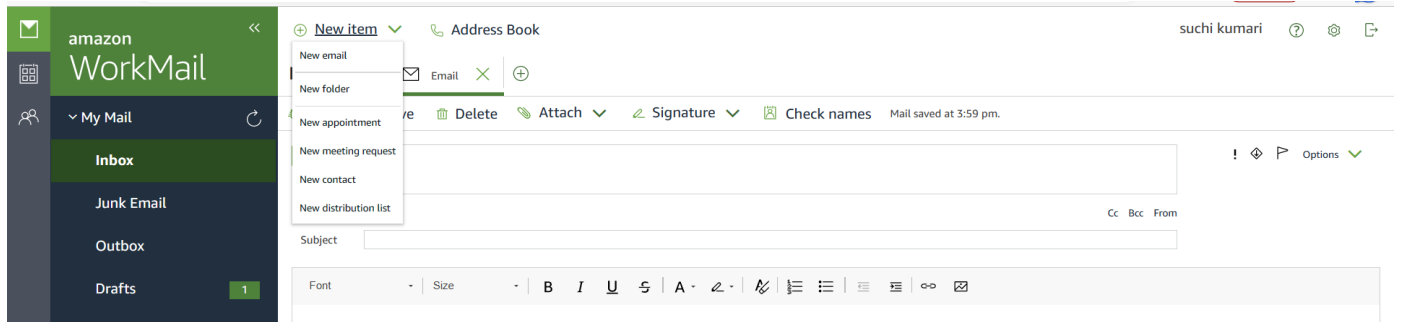 amazon
WorkMail
«
My Mail
Inbox
Junk Email
Outbox
Drafts 1
New item Address Book suchi kumari
New email
New folder
New appointment
New meeting request
New contact
New distribution list
Email
Delete Attach Signature Check names Mail saved at 3:59 pm.
! Options
Cc Bcc From
Subject
Font Size B I U S A